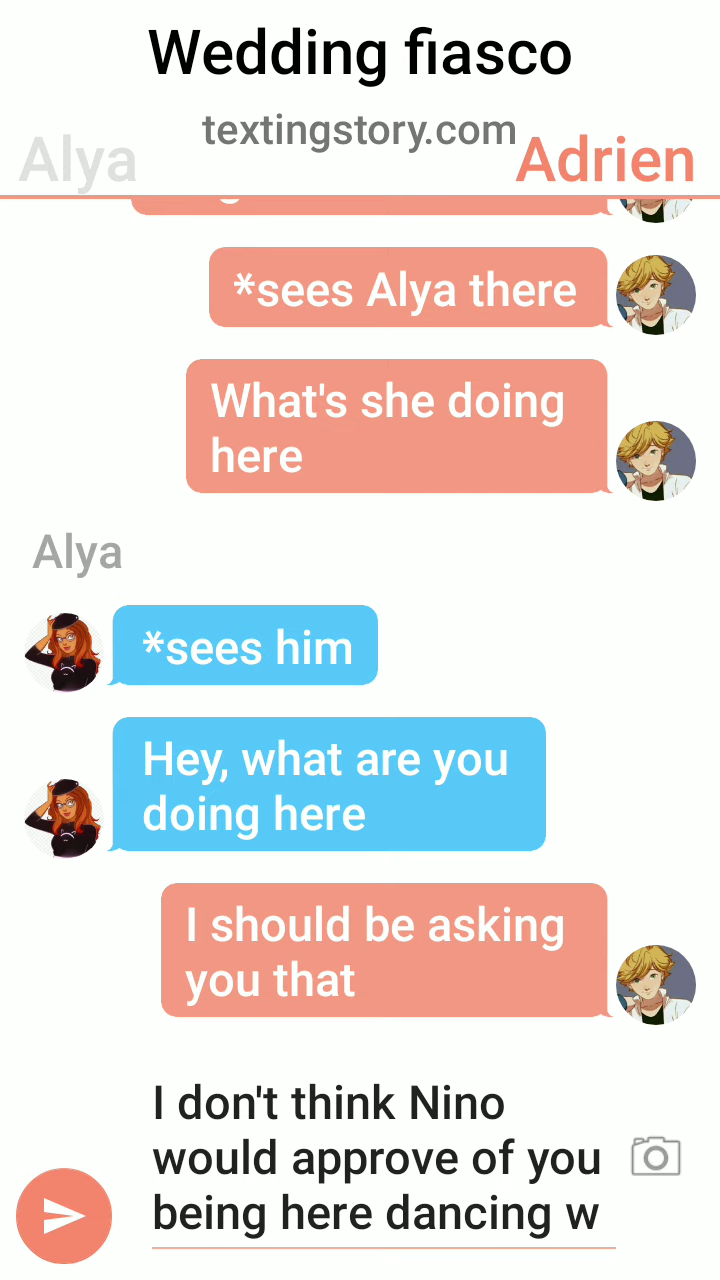 Wedding fiasco
textingstory.com
Alya
Adrien
*sees Alya there
What's she doing
here
Alya
*sees him
Hey, what are you
doing here
I should be asking
you that
I don't think Nino
would approve of you
being here dancing w